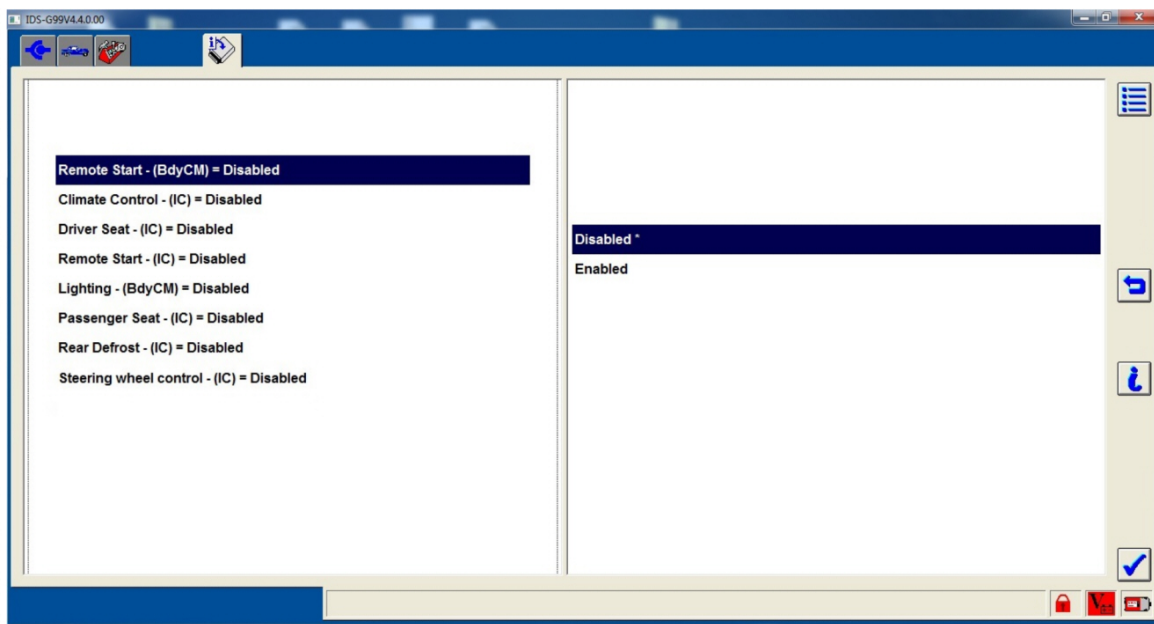 IDS-G99V4.4.0.00
Remote Start - (BdyCM) = Disabled
Climate Control - (IC) = Disabled
Driver Seat - (IC) = Disabled
Remote Start - (IC) = Disabled
Lighting - (BdyCM) = Disabled
Passenger Seat - (IC) = Disabled
Rear Defrost - (IC) = Disabled
Steering wheel control - (IC) = Disabled
Disabled *
Enabled